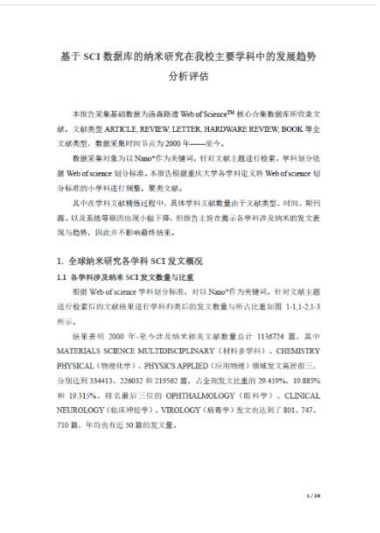 基于 SCI 数据库的纳米研究在我校主要学科中的发展趋势
分析评估
本报告采集基础数据为汤森路透 Web of Science™ 核心合集数据库所收录文
献。文献类型 ARTICLE, REVIEW, LETTER, HARDWARE REVIEW, BOOK 等全
文献类型，数据采集时间节点为 2000 年——至今。
数据采集对象为以 Nano*作为关键词，针对文献主题进行检索，学科划分依
据 Web of science 划分标准。本报告根据重庆大学各学科定义将 Web of science 划
分标准的小学科进行规整、聚类文献。
其中在学科文献精炼过程中，具体学科文献数量由于文献类型、时间、期刊
源、以及系统等原因出现小幅下降，但报告主旨在揭示各学科涉及纳米的发文表
现与趋势，因此并不影响最终结果。
1. 全球纳米研究各学科 SCI 发文概况
1.1 各学科涉及纳米 SCI 发文数量与比重
根据 Web of science 学科划分标准，对以 Nano*作为关键词，针对文献主题
进行检索后的文献结果进行学科归类后的发文数量与所占比重如图 1-1,1-2,1-3
所示。
结果表明 2000 年-至今涉及纳米相关文献数量总计 1136724 篇。其中
MATERIALS SCIENCE MULTIDISCIPLINARY（材料多学科）、CHEMISTRY
PHYSICAL（物理化学）、PHYSICS APPLIED（应用物理）领域发文高居前三，
分别达到 334413、226032 和 219562 篇，占全部发文比重的 29.419%、19.885%
和 19.315%。排名最后三位的 OPHTHALMOLOGY（眼科学）、CLINICAL
NEUROLOGY（临床神经学）、VIROLOGY（病毒学）发文也达到了 801、747、
710 篇，年均也有近 50 篇的发文量。